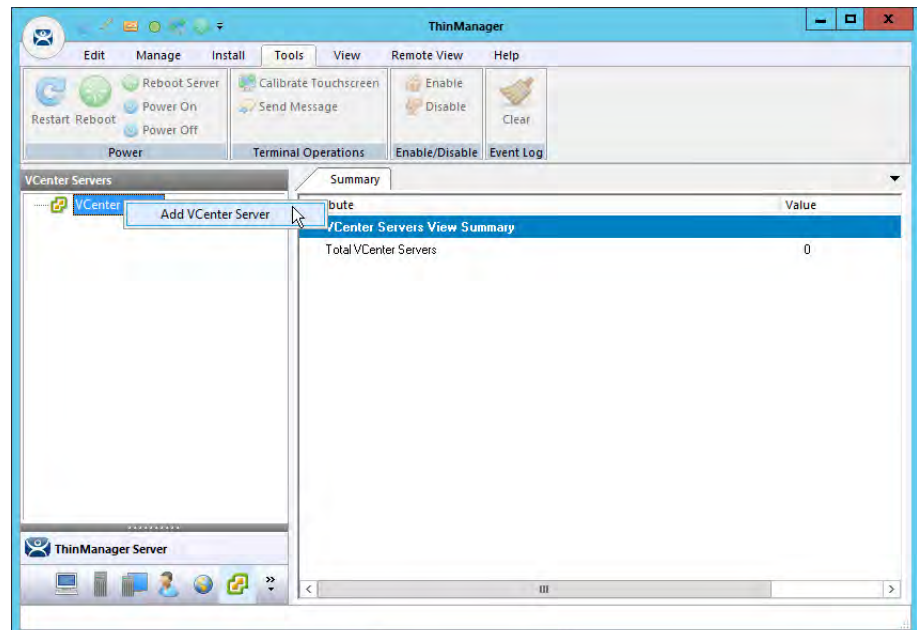 ThinManager
Edit Manage Install Tools View Remote View Help
Restart Reboot
Reboot Server
Power On
Power Off
Calibrate Touchscreen
Send Message
Enable
Disable
Clear
Power Terminal Operations Enable/Disable Event Log
VCenter Servers
Summary
VCenter
Add VCenter Server
bute Value
VCenter Servers View Summary
Total VCenter Servers 0
ThinManager Server